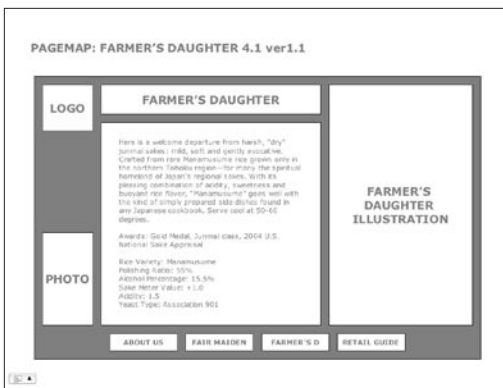 PAGEMAP: FARMER'S DAUGHTER 4.1 ver1.1
LOGO
FARMER'S DAUGHTER
Here is a welcome departure from harsh, "dry"
junmai sakes: mild, soft and gently evocative.
Crafted from rare Manamusume rice grown only in
the northern Tohoku region—for many the spiritual
homeland of Japan's regional sakes. With its
pleasing combination of acidity, sweetness and
buoyant rice flavor, "Manamusume" goes well with
the kind of simply prepared side dishes found in
any Japanese cookbook. Serve cool at 50-60
degrees.
Awards: Gold Medal, Junmai class, 2004 U.S.
National Sake Appraisal
Rice Variety: Manamusume
Polishing Ratio: 55%
Alcohol Percentage: 15.5%
Sake Meter Value: +1.0
Acidity: 1.5
Yeast Type: Association 901
FARMER'S
DAUGHTER
ILLUSTRATION
PHOTO
ABOUT US
FAIR MAIDEN
FARMER'S D
RETAIL GUIDE